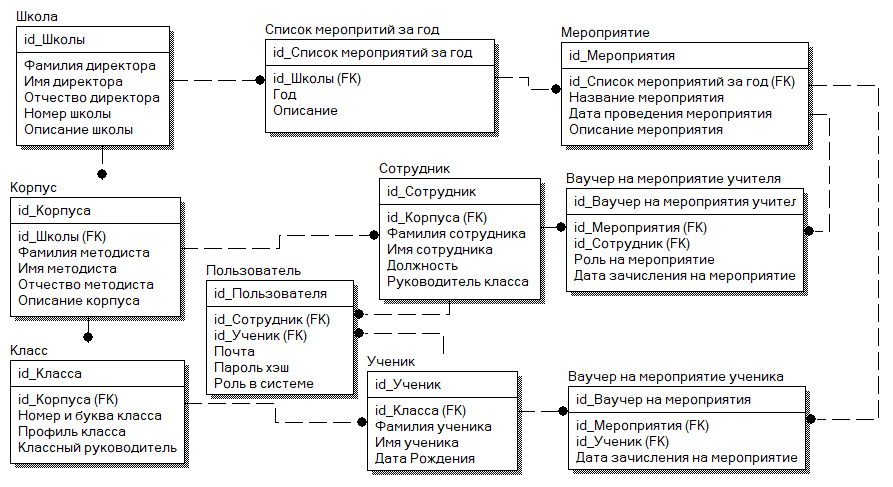 Школа
id_Школы
Фамилия директора
Имя директора
Отчество директора
Номер школы
Описание школы
Список меропритий за год
id_Список мероприятий за год
id_Школы (FK)
Год
Описание
Мероприятие
id_Мероприятия
id_Список мероприятий за год (FK)
Название мероприятия
Дата проведения мероприятия
Описание мероприятия
Корпус
id_Корпуса
id_Школы (FK)
Фамилия методиста
Имя методиста
Отчество методиста
Описание корпуса
Сотрудник
id_Сотрудник
id_Корпуса (FK)
Фамилия сотрудника
Имя сотрудника
Должность
Руководитель класса
Ваучер на мероприятие учителя
id_Ваучер на мероприятия учител
id_Мероприятия (FK)
id_Сотрудник (FK)
Роль на мероприятие
Дата зачисления на мероприятие
Пользователь
id_Пользователя
id_Сотрудник (FK)
id_Ученик (FK)
Почта
Пароль хэш
Роль в системе
Класс
id_Класса
id_Корпуса (FK)
Номер и буква класса
Профиль класса
Классный руководитель
Ученик
id_Ученик
id_Класса (FK)
Фамилия ученика
Имя ученика
Дата Рождения
Ваучер на мероприятие ученика
id_Ваучер на мероприятия
id_Мероприятия (FK)
id_Ученик (FK)
Дата зачисления на мероприятие